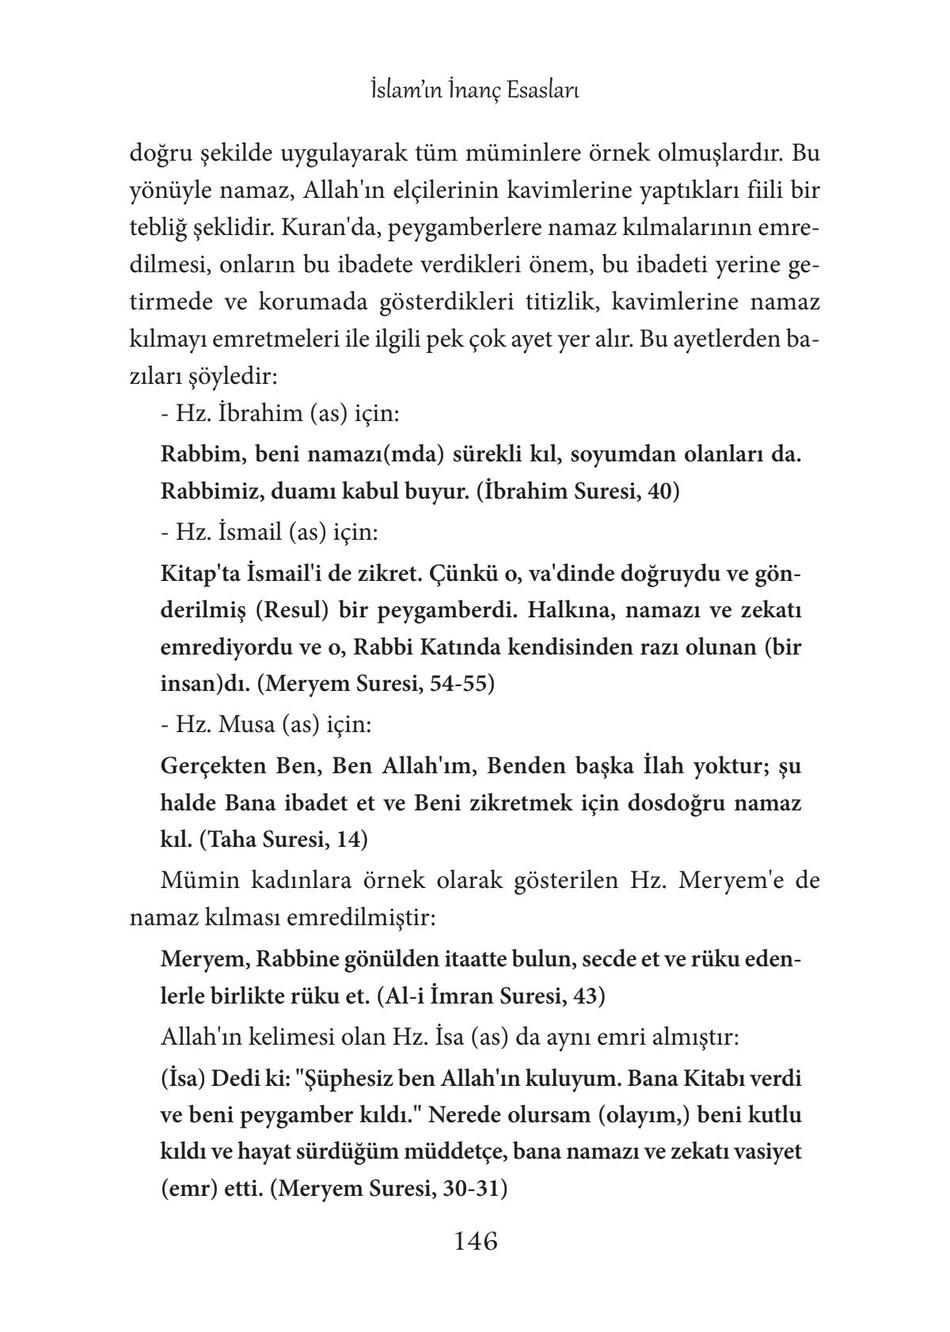 İslam'ın İnanç Esasları
doğru şekilde uygulayarak tüm müminlere örnek olmuşlardır. Bu
yönüyle namaz, Allah'ın elçilerinin kavimlerine yaptıkları fiili bir
tebliğ şeklidir. Kuran'da, peygamberlere namaz kılmalarının emre-
dilmesi, onların bu ibadete verdikleri önem, bu ibadeti yerine ge-
tirmede ve korumada gösterdikleri titizlik, kavimlerine namaz
kılmayı emretmeleri ile ilgili pek çok ayet yer alır. Bu ayetlerden ba-
zıları şöyledir:
- Hz. İbrahim (as) için:
Rabbim, beni namazı(mda) sürekli kıl, soyumdan olanları da.
Rabbimiz, duamı kabul buyur. (İbrahim Suresi, 40)
- Hz. İsmail (as) için:
Kitap'ta İsmail'i de zikret. Çünkü o, va'dinde doğruydu ve gön-
derilmiş (Resul) bir peygamberdi. Halkına, namazı ve zekatı
emrediyordu ve o, Rabbi Katında kendisinden razı olunan (bir
insan)dı. (Meryem Suresi, 54-55)
- Hz. Musa (as) için:
Gerçekten Ben, Ben Allah'ım, Benden başka İlah yoktur; şu
halde Bana ibadet et ve Beni zikretmek için dosdoğru namaz
kıl. (Taha Suresi, 14)
Mümin kadınlara örnek olarak gösterilen Hz. Meryem'e de
namaz kılması emredilmiştir:
Meryem, Rabbine gönülden itaatte bulun, secde et ve rüku eden-
lerle birlikte rüku et. (Al-i İmran Suresi, 43)
Allah'ın kelimesi olan Hz. İsa (as) da aynı emri almıştır:
(İsa) Dedi ki: "Şüphesiz ben Allah'ın kuluyum. Bana Kitabı verdi
ve beni peygamber kıldı." Nerede olursam (olayım,) beni kutlu
kıldı ve hayat sürdüğüm müddetçe, bana namazı ve zekatı vasiyet
(emr) etti. (Meryem Suresi, 30-31)
146